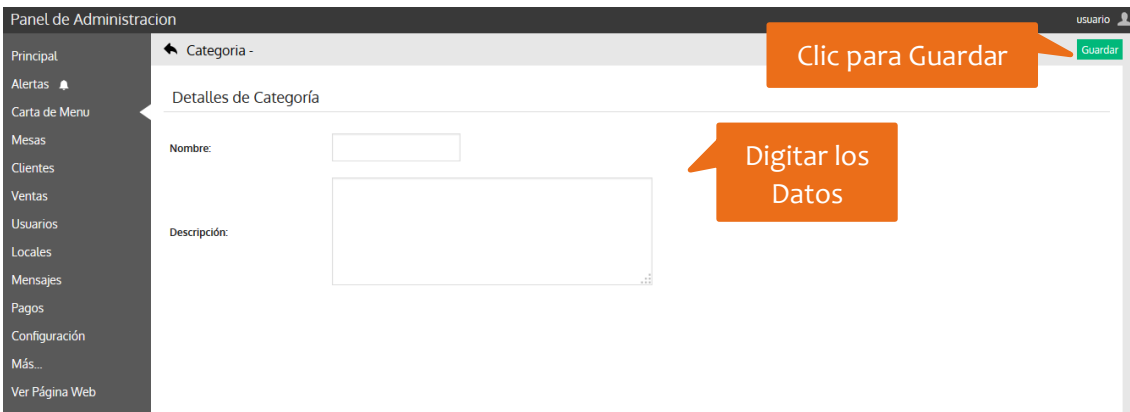 Panel de Administracion
usuario
Categoria -
Clic para Guardar
Guardar
Principal
Alertas
Carta de Menu
Mesas
Clientes
Ventas
Usuarios
Locales
Mensajes
Pagos
Configuración
Más...
Ver Página Web
Detalles de Categoría
Nombre:
Digitar los
Datos
Descripción: